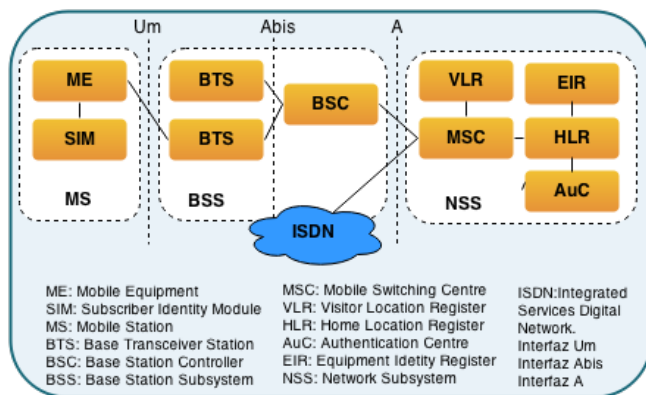 Um
Abis
A
ME
BTS
VLR
EIR
BSC
SIM
BTS
MSC
HLR
AuC
MS
BSS
NSS
ISDN
ME: Mobile Equipment
SIM: Subscriber Identity Module
MS: Mobile Station
BTS: Base Transceiver Station
BSC: Base Station Controller
BSS: Base Station Subsystem
MSC: Mobile Switching Centre
VLR: Visitor Location Register
HLR: Home Location Register
AuC: Authentication Centre
EIR: Equipment Idetity Register
NSS: Network Subsystem
ISDN:Integrated
Services Digital
Network.
Interfaz Um
Interfaz Abis
Interfaz A